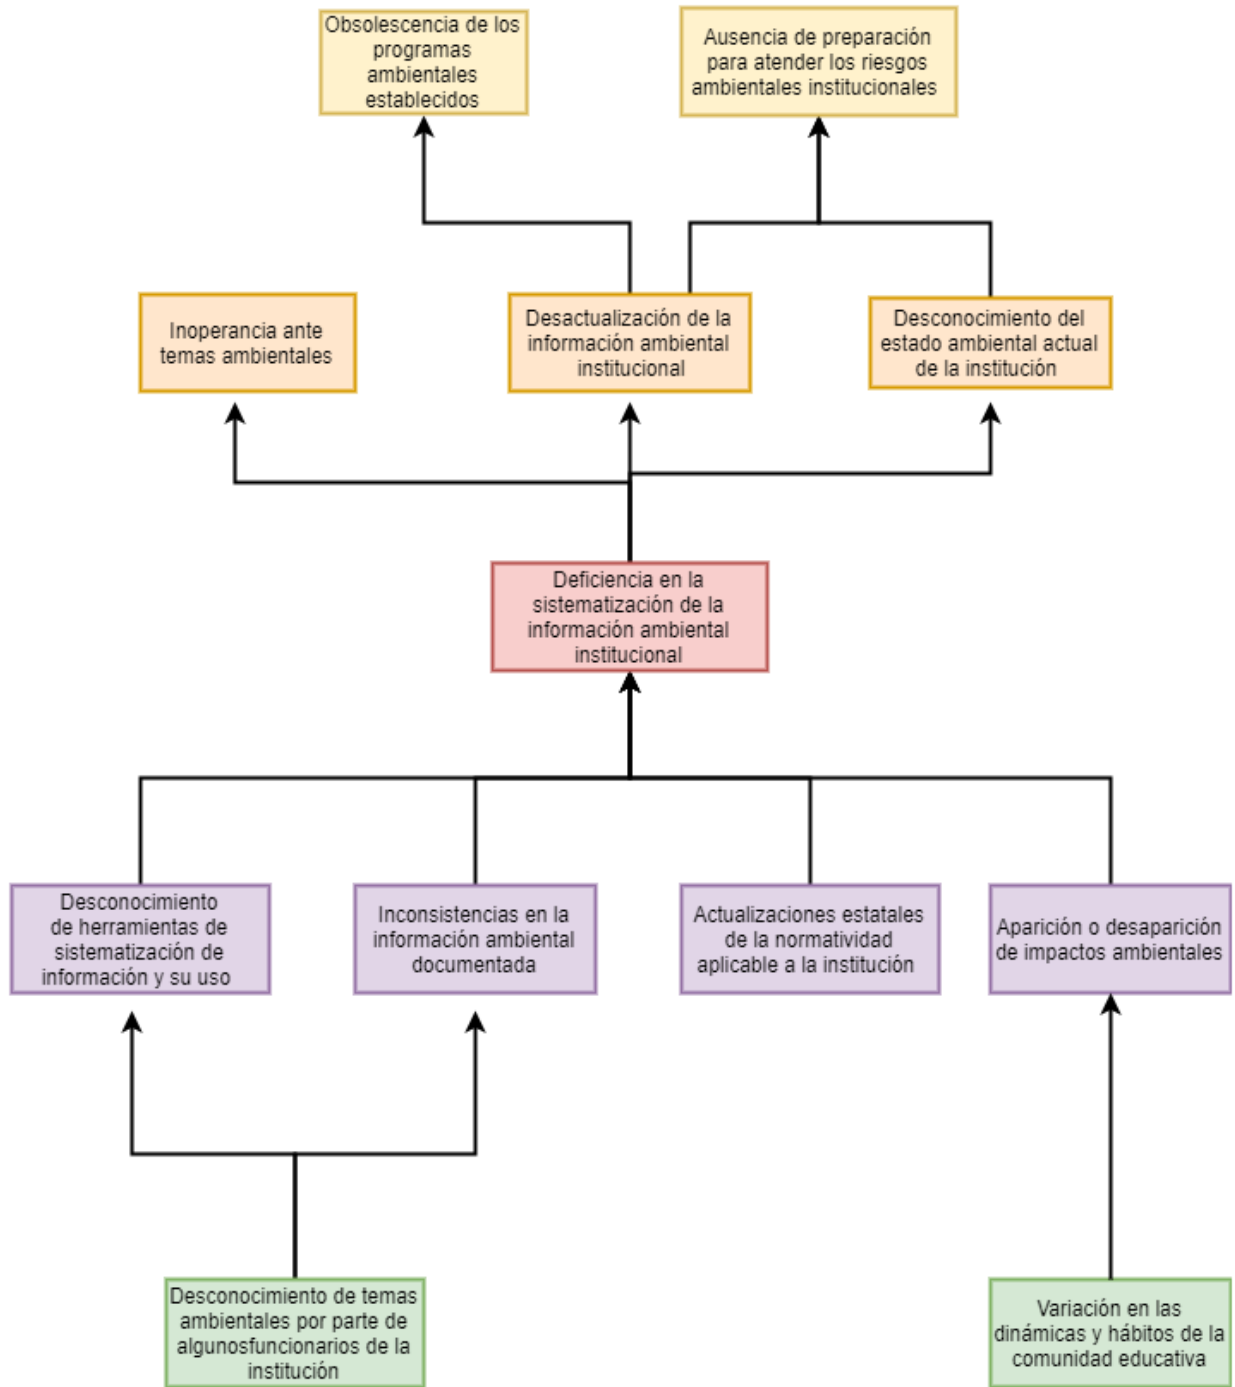 Obsolescencia de los
programas
ambientales
establecidos
Ausencia de preparación
para atender los riesgos
ambientales institucionales
Inoperancia ante
temas ambientales
Desactualización de la
información ambiental
institucional
Desconocimiento del
estado ambiental actual
de la institución
Deficiencia en la
sistematización de la
información ambiental
institucional
Desconocimiento
de herramientas de
sistematización de
información y su uso
Inconsistencias en la
información ambiental
documentada
Actualizaciones estatales
de la normatividad
aplicable a la institución
Aparición o desaparición
de impactos ambientales
Desconocimiento de temas
ambientales por parte de
algunosfuncionarios de la
institución
Variación en las
dinámicas y hábitos de la
comunidad educativa